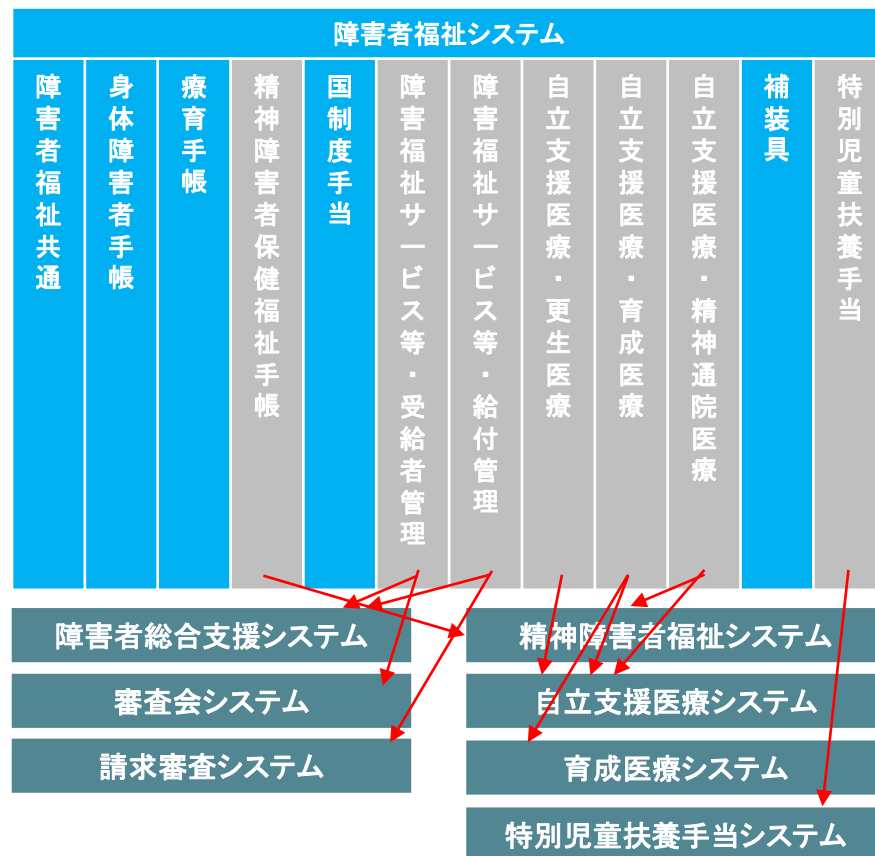 障害者福祉システム
障害者福祉共通
身体障害者手帳
療育手帳
精神障害者保健福祉手帳
国制度手当
障害福祉サービス等・受給者管理
障害福祉サービス等・給付管理
自立支援医療・更生医療
自立支援医療・育成医療
自立支援医療・精神通院医療
補装具
特別児童扶養手当
障害者総合支援システム
審査会システム
請求審査システム
精神障害者福祉システム
自立支援医療システム
育成医療システム
特別児童扶養手当システム